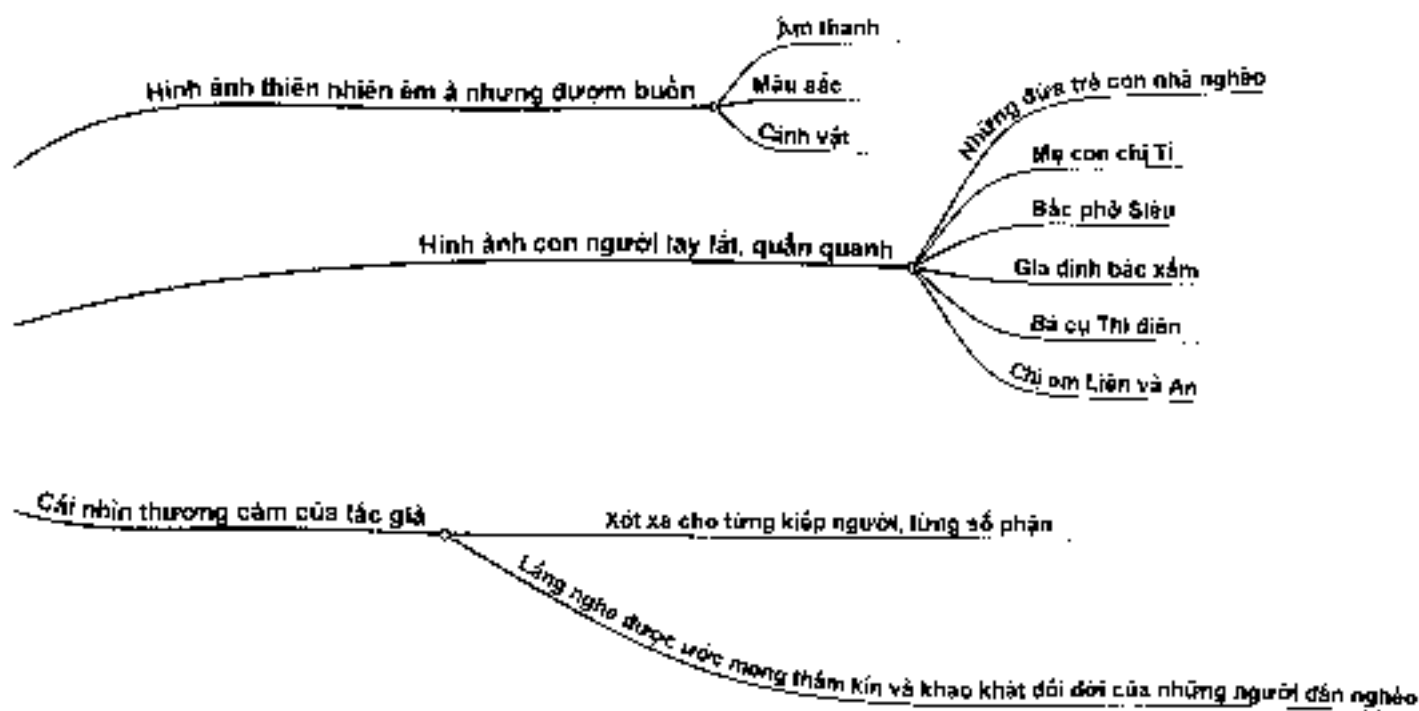 Hình ảnh thiên nhiên êm ả nhưng đượm buồn
Âm thanh
Màu sắc
Cảnh vật
Hình ảnh con người lay lắt, quẩn quanh
Những đứa trẻ con nhà nghèo
Mẹ con chị Tí
Bác phở Siêu
Gia đình bác xẩm
Bà cụ Thi điên
Chị em Liên và An
Cái nhìn thương cảm của tác giả
Xót xa cho từng kiếp người, từng số phận
Lắng nghe được ước mong thầm kín và khao khát đổi đời của những người dân nghèo